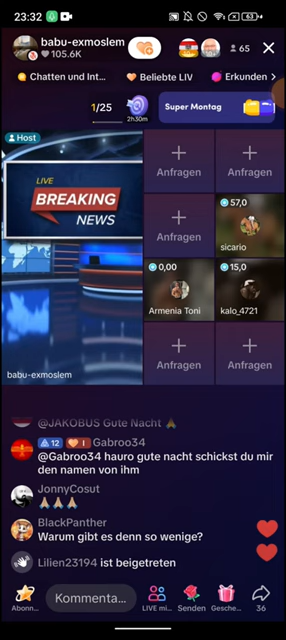 23:32
63
babu-exmoslem
105.6K
65
Chatten und Int...
Beliebte LIV
Erkunden
1/25
2h30m
Super Montag
Host
Anfragen
Anfragen
LIVE
BREAKING
NEWS
Anfragen
57,0
sicario
0,00
Armenia Toni
15,0
kalo_4721
babu-exmoslem
Anfragen
Anfragen
@JAKOBUS Gute Nacht
12 I Gabroo34
@Gabroo34 hauro gute nacht schickst du mir
den namen von ihm
JonnyCosut
BlackPanther
Warum gibt es denn so wenige?
Lilien23194 ist beigetreten
Abonn...
Kommenta...
LIVE mi...
Senden
Gesche...
36